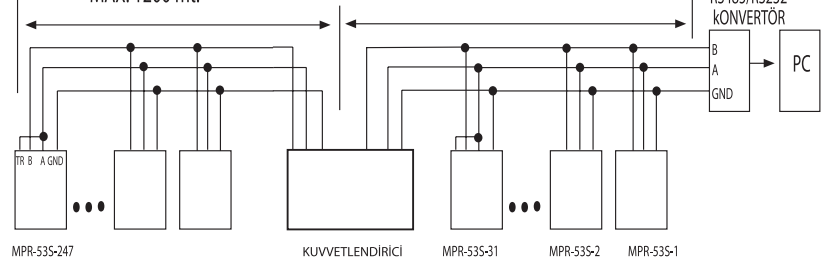 MAX. 1200 mt.
RS485/RS232
kONVERTÖR
B
A
GND
PC
TR B A GND
MPR-53S-247
KUVVETLENDİRİCİ
MPR-53S-31
MPR-53S-2
MPR-53S-1